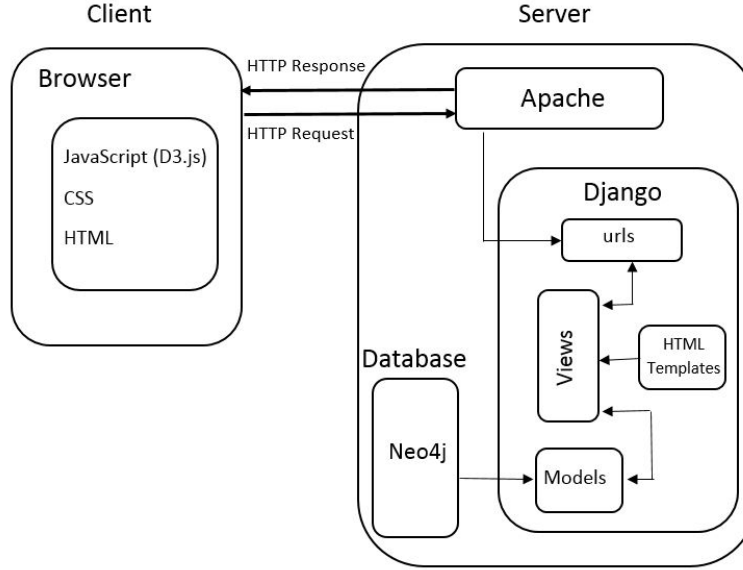 Client
Server
HTTP Response
Browser
Apache
HTTP Request
JavaScript (D3.js)
CSS
HTML
Django
urls
Views
HTML
Templates
Database
Neo4j
Models